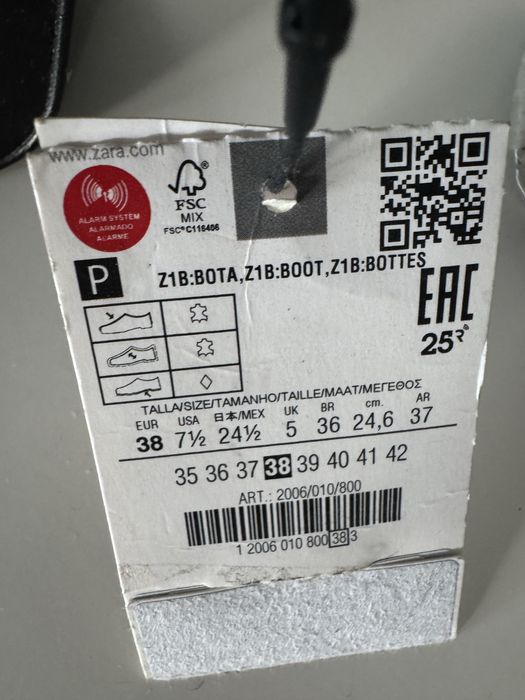 www.zara.com
ALARM SYSTEM
ALARMADO
ALARME
FSC®
MIX
FSC® C116406
P
Z1B:BOTA,Z1B:BOOT,Z1B:BOTTES
EAC
25R®
TALLA/SIZE/TAMANHO/TAILLE/MAAT/ΜΕΓΕΘΟΣ
EUR USA 日本/MEX UK BR cm. AR
38 7½ 24½ 5 36 24,6 37
35 36 37 38 39 40 41 42
ART.: 2006/010/800
1 2006 010 800 38 3